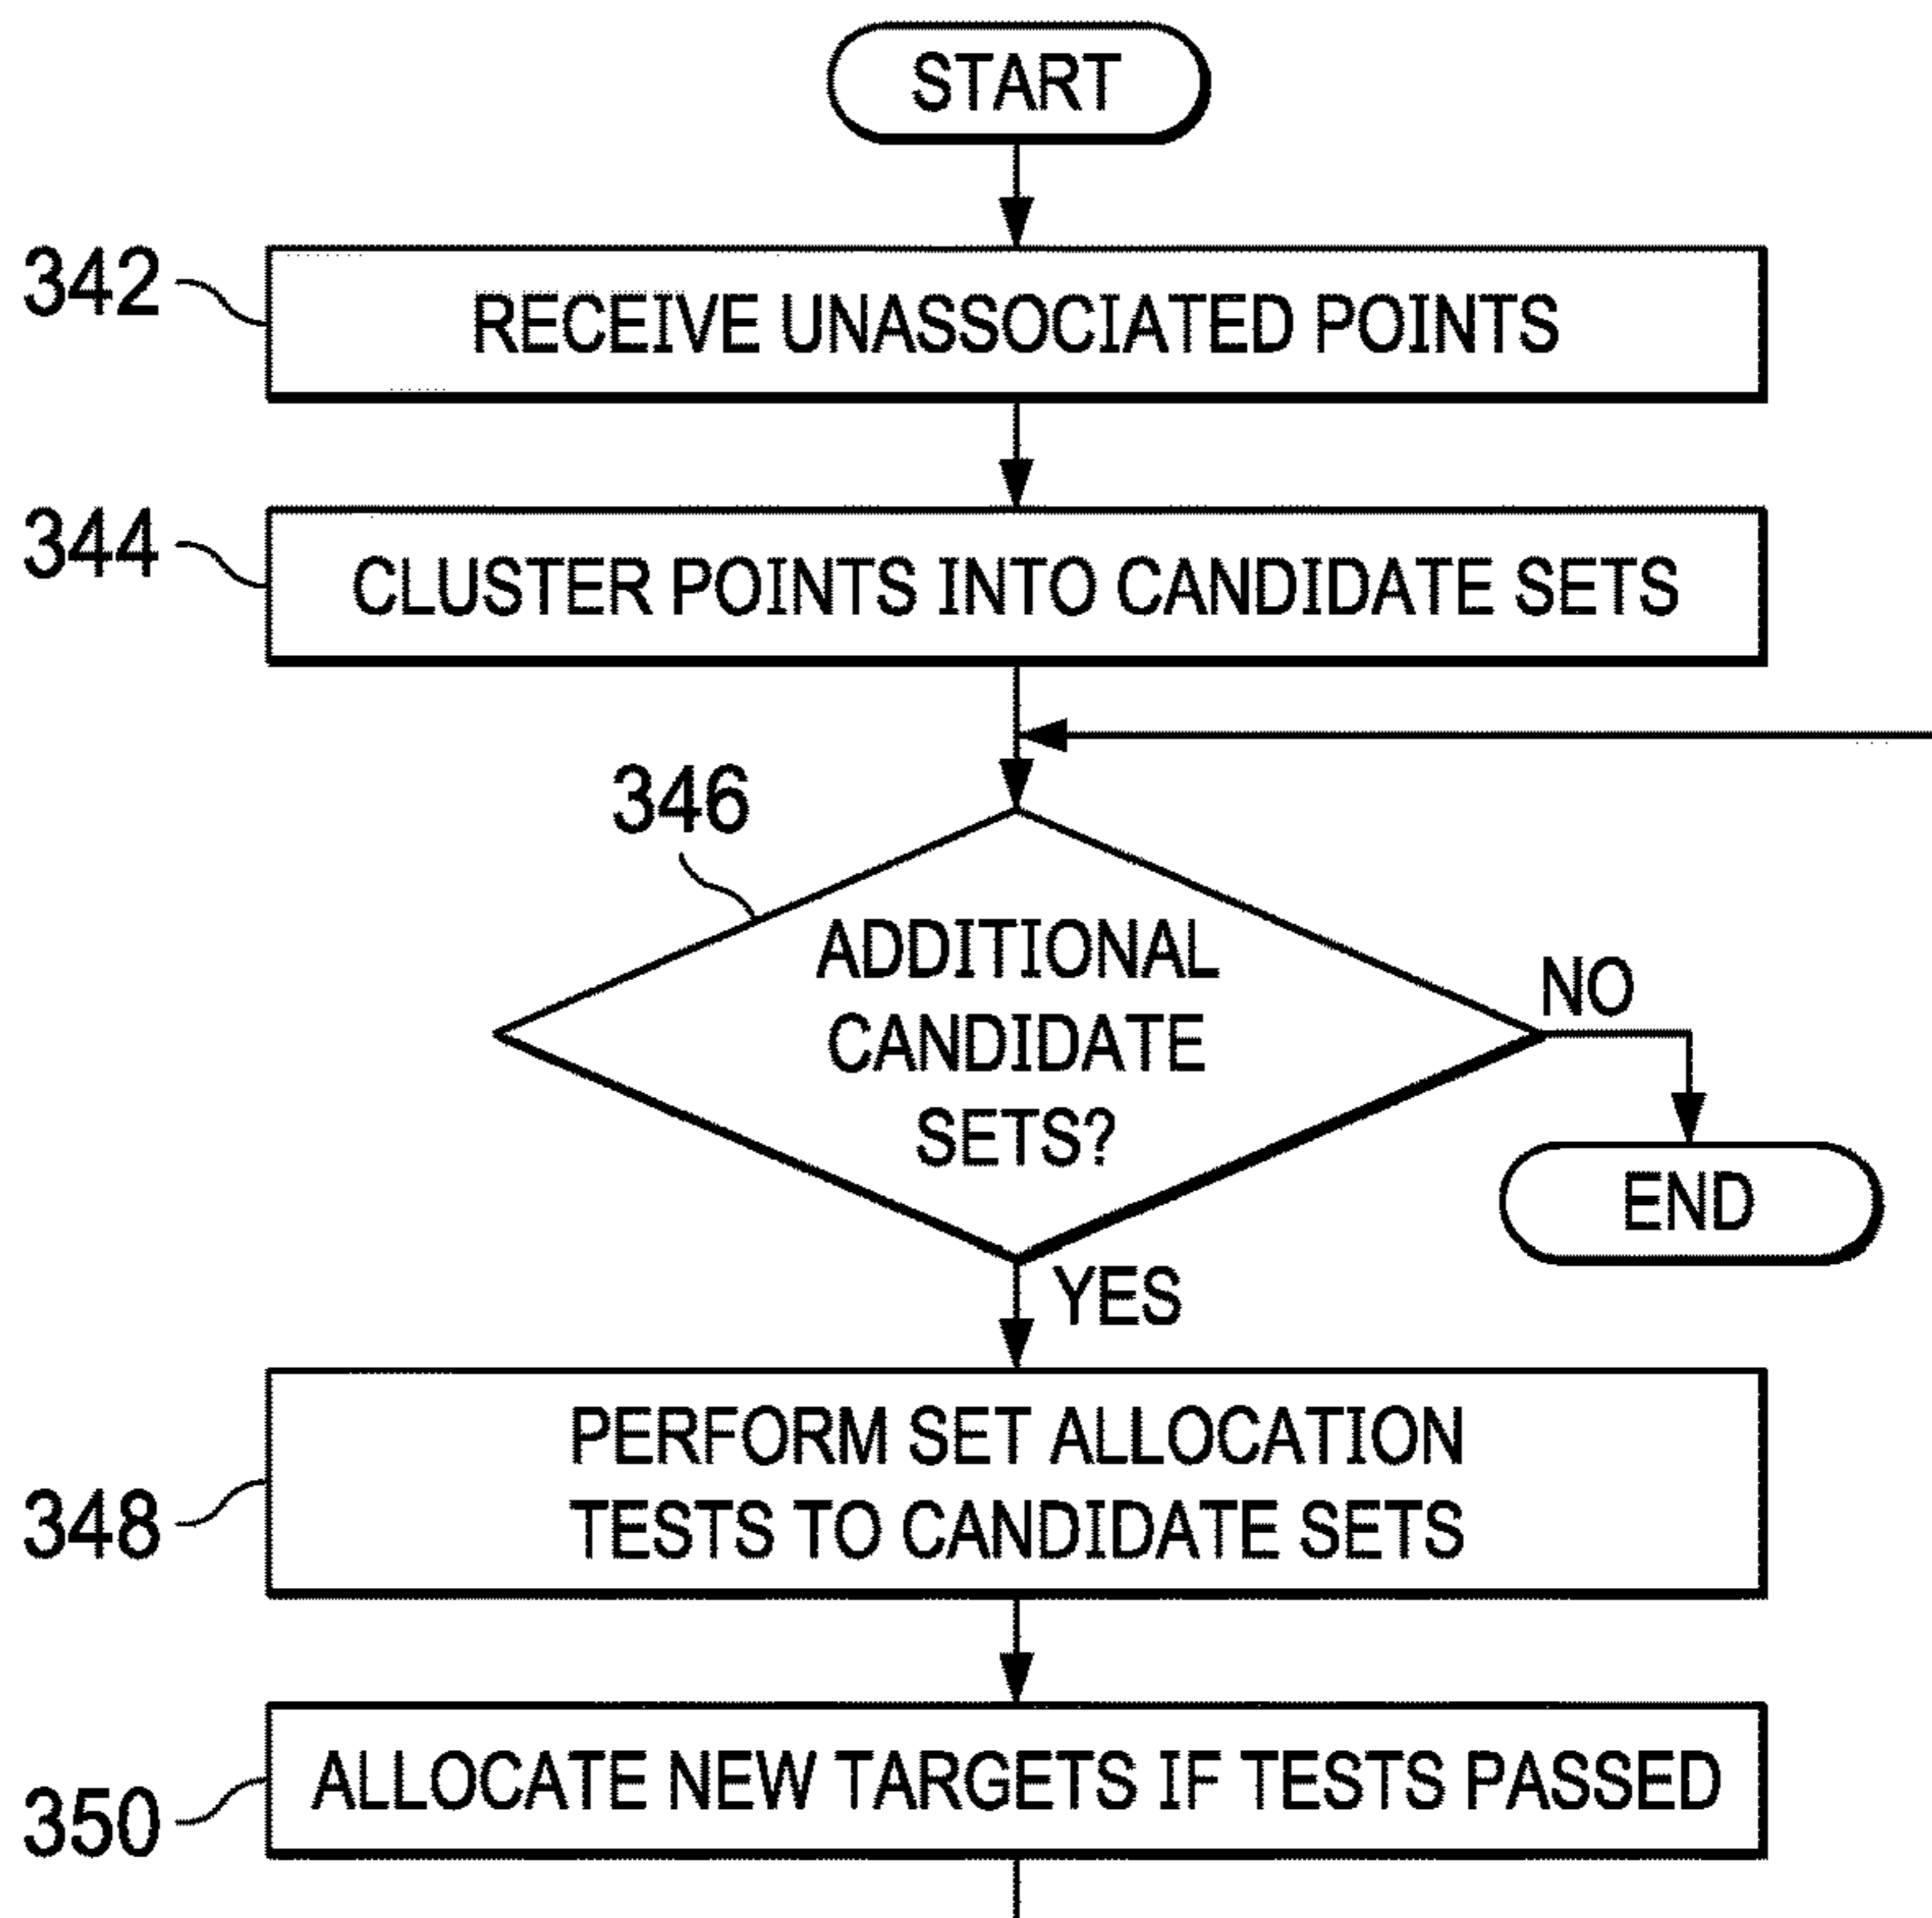 START
342
RECEIVE UNASSOCIATED POINTS
344
CLUSTER POINTS INTO CANDIDATE SETS
346
ADDITIONAL
CANDIDATE
SETS?
NO
END
YES
348
PERFORM SET ALLOCATION
TESTS TO CANDIDATE SETS
350
ALLOCATE NEW TARGETS IF TESTS PASSED